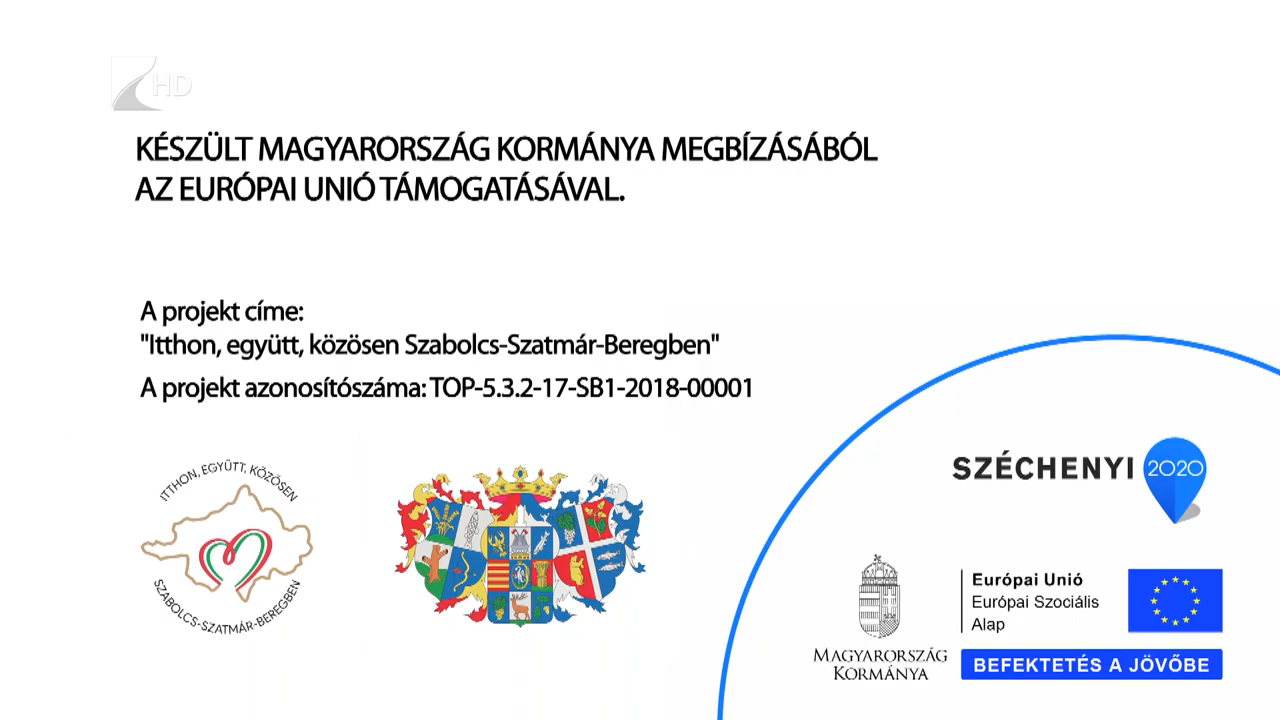 HD
KÉSZÜLT MAGYARORSZÁG KORMÁNYA MEGBÍZÁSÁBÓL
AZ EURÓPAI UNIÓ TÁMOGATÁSÁVAL.
A projekt címe:
"Itthon, együtt, közösen Szabolcs-Szatmár-Beregben"
A projekt azonosítószáma: TOP-5.3.2-17-SB1-2018-00001
ITTHON, EGYÜTT, KÖZÖSEN
SZABOLCS-SZATMÁR-BEREGBEN
SZÉCHENYI 2020
MAGYARORSZÁG
KORMÁNYA
Európai Unió
Európai Szociális
Alap
BEFEKTETÉS A JÖVŐBE